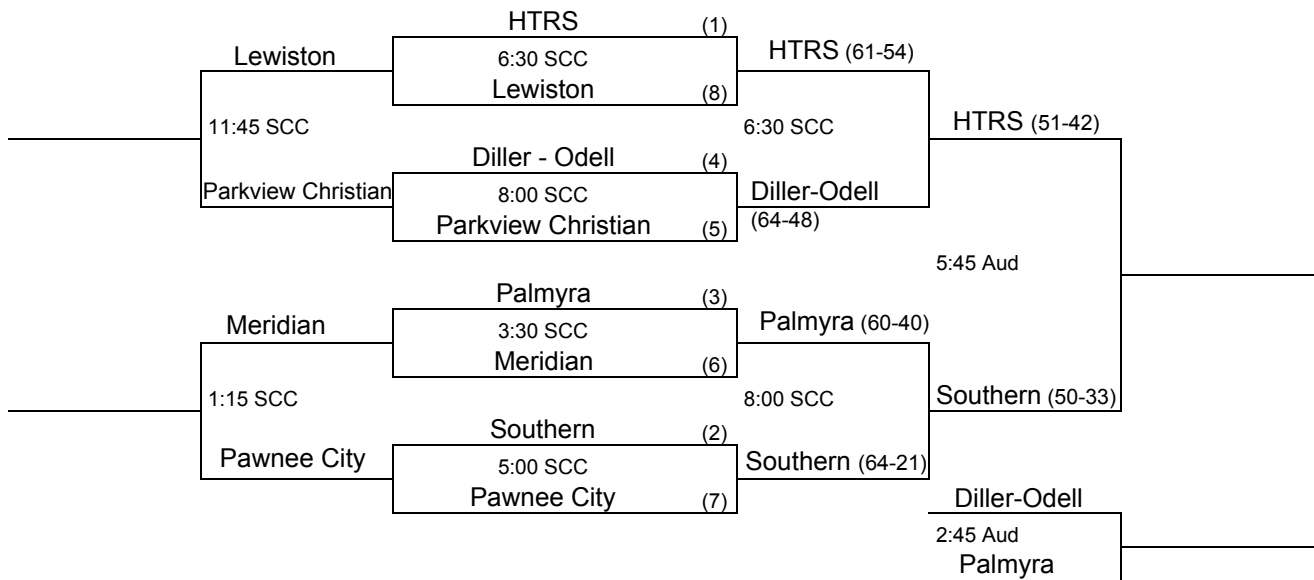 HTRS (1)
Lewiston
6:30 SCC
HTRS (61-54)
Lewiston (8)
11:45 SCC
6:30 SCC
HTRS (51-42)
Diller - Odell (4)
Parkview Christian
8:00 SCC
Diller-Odell
(64-48)
Parkview Christian (5)
5:45 Aud
Palmyra (3)
Meridian
3:30 SCC
Palmyra (60-40)
Meridian (6)
1:15 SCC
8:00 SCC
Southern (50-33)
Southern (2)
Pawnee City
5:00 SCC
Southern (64-21)
Pawnee City (7)
Diller-Odell
2:45 Aud
Palmyra